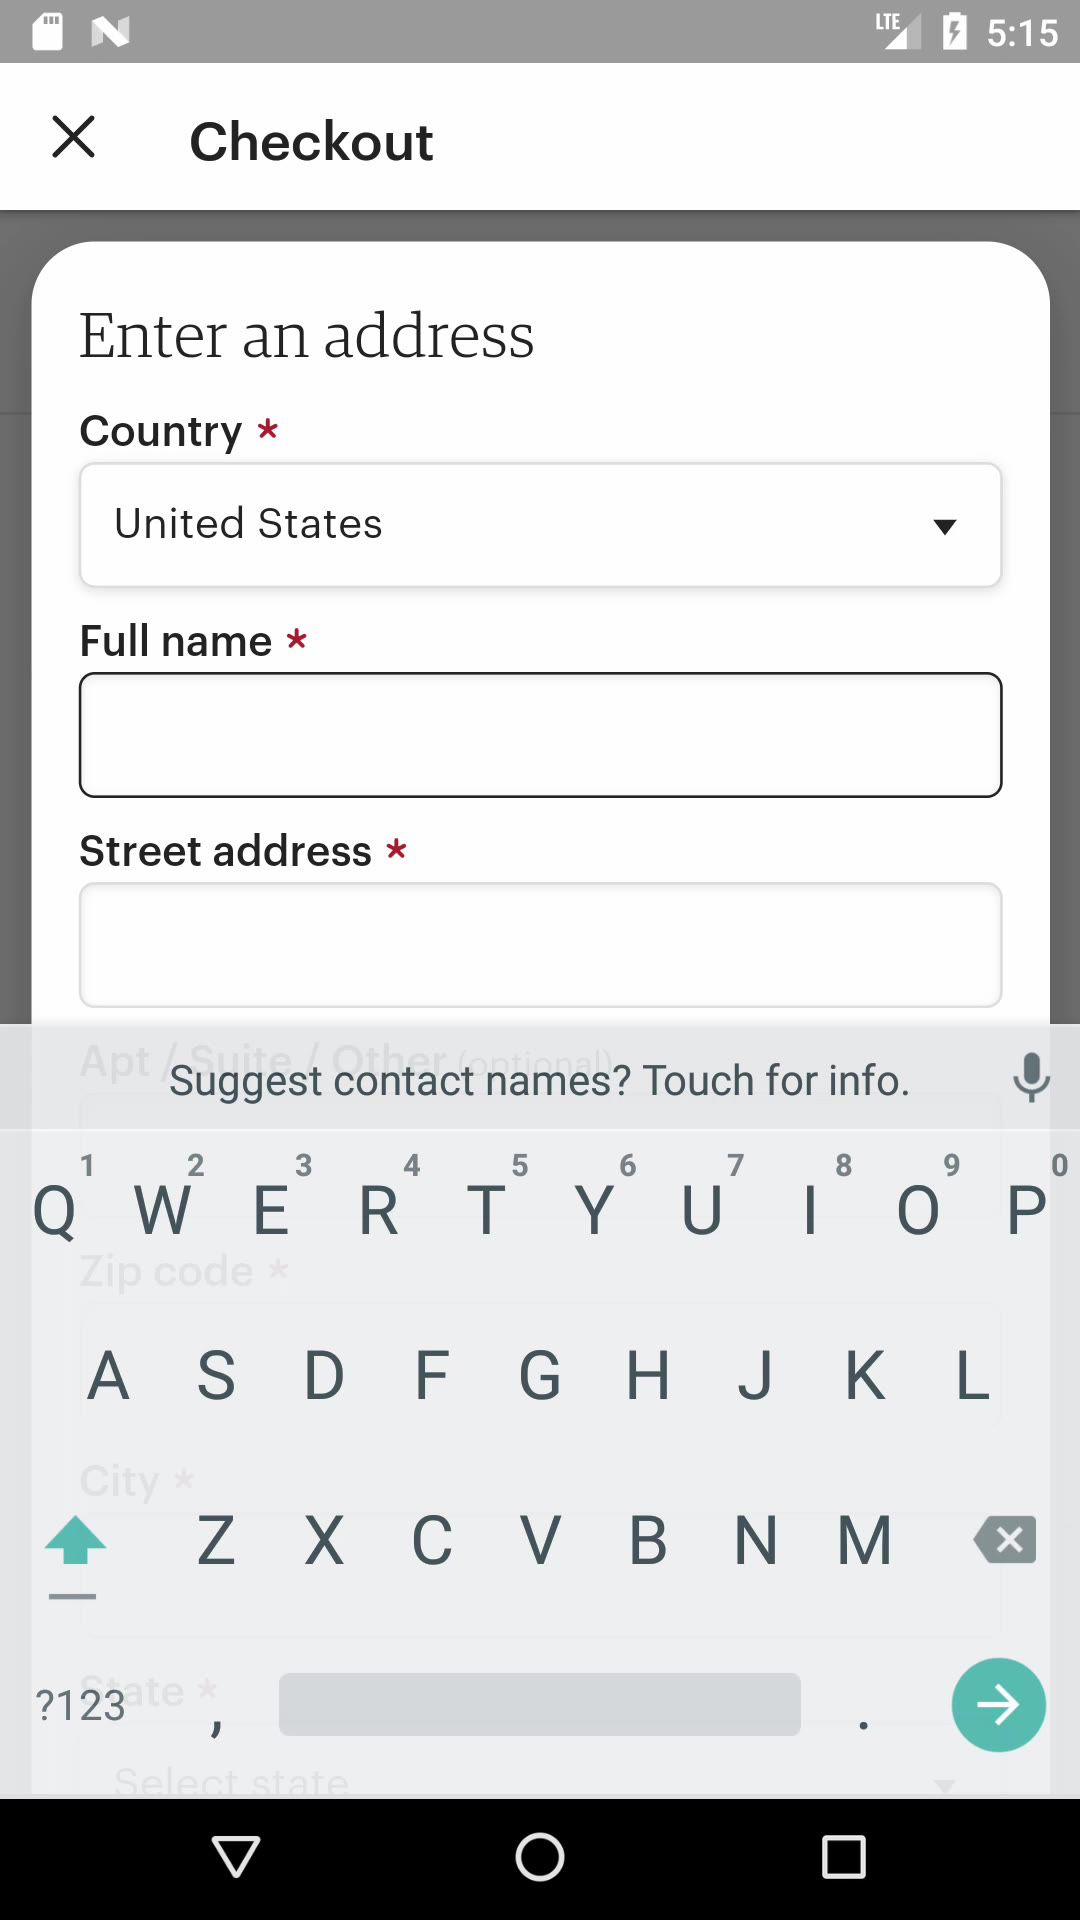 LTE 5:15
Checkout
Enter an address
Country *
United States
Full name *
Street address *
Apt / Suite / Other (optional)
Suggest contact names? Touch for info.
1 2 3 4 5 6 7 8 9 0
Q W E R T Y U I O P
Zip code *
A S D F G H J K L
City *
Z X C V B N M
State *
?123 , .
Select state